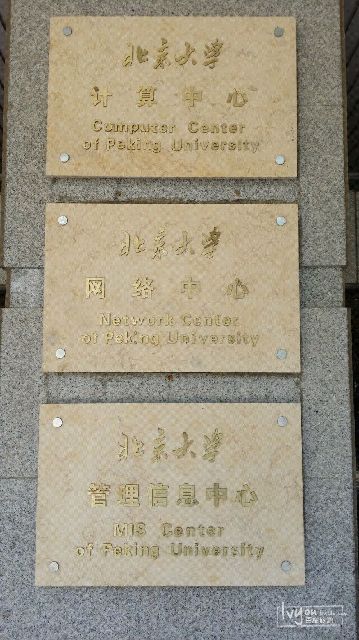 北京大学
计算中心
Computer Center
of Peking University
北京大学
网络中心
Network Center
of Peking University
北京大学
管理信息中心
MIS Center
of Peking University